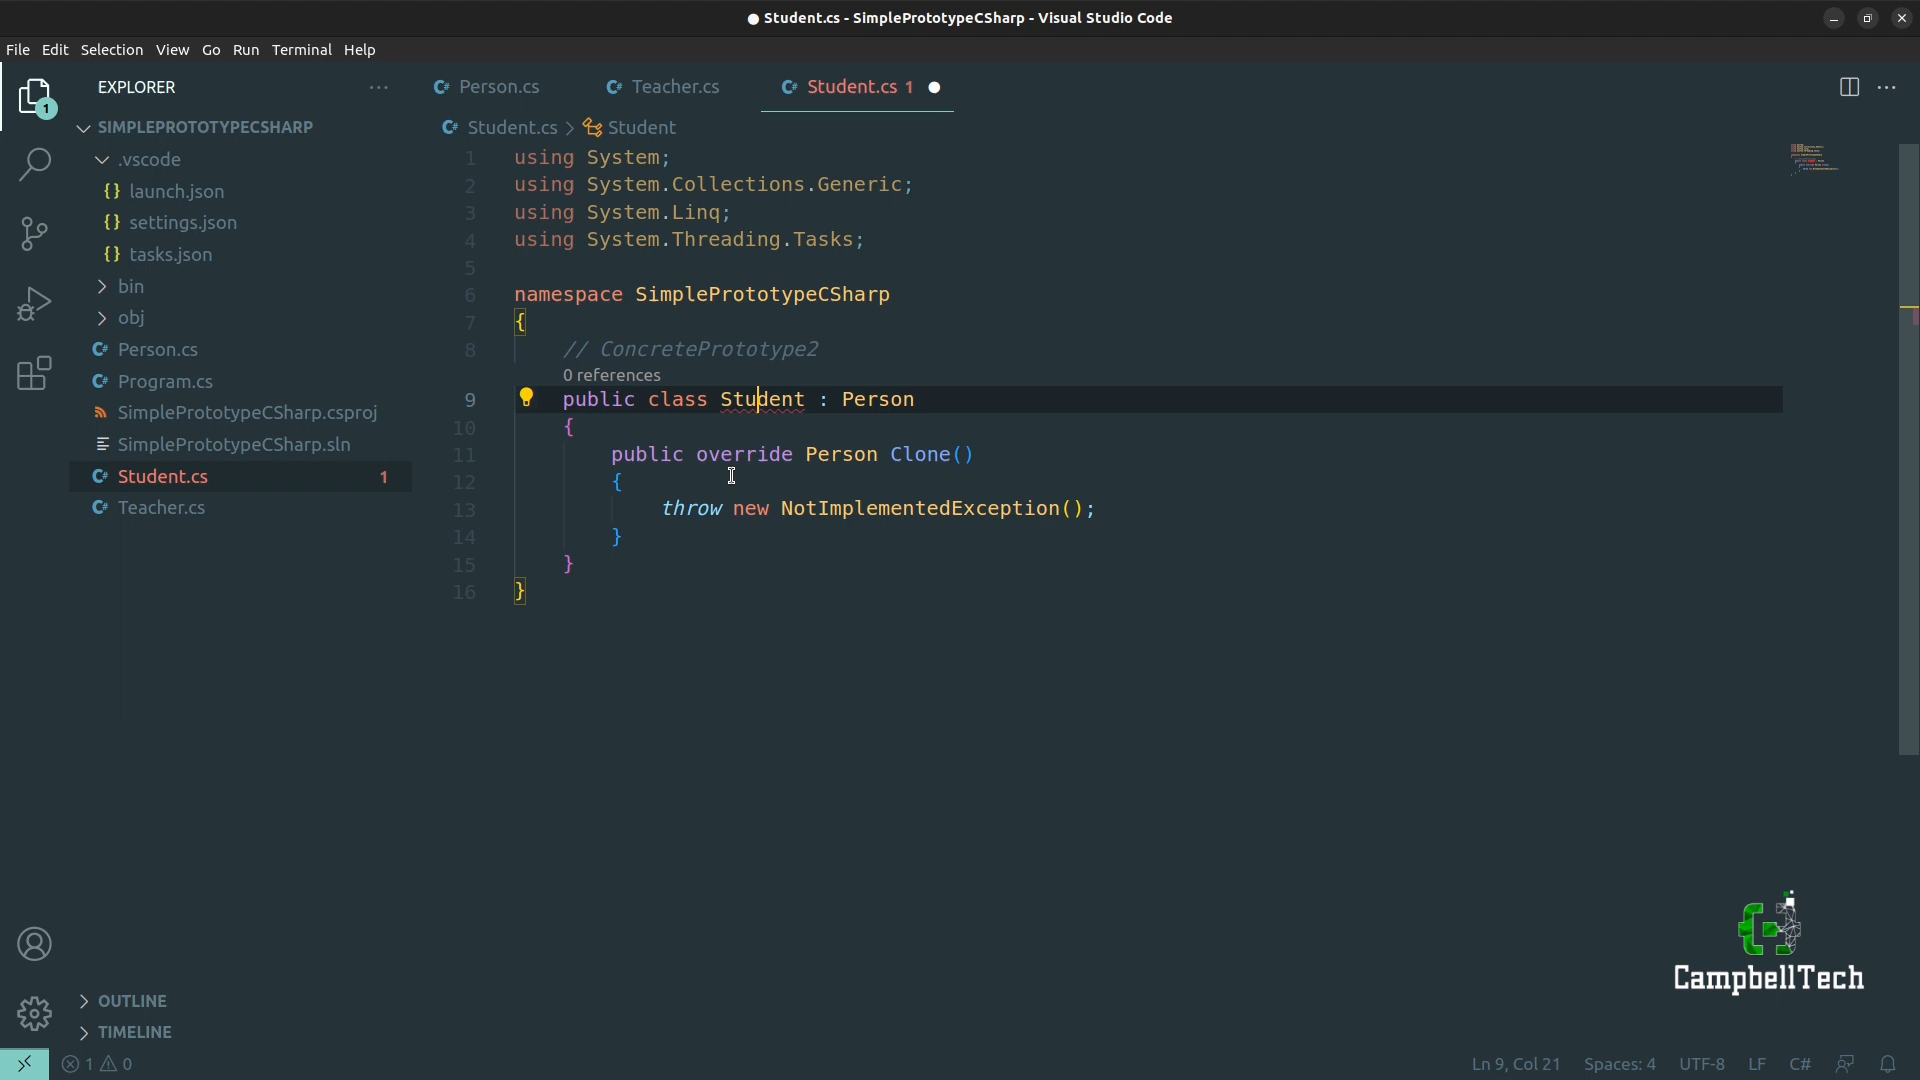 Student.cs - SimplePrototypeCSharp - Visual Studio Code
File Edit Selection View Go Run Terminal Help
EXPLORER
SIMPLEPROTOTYPECSHARP
.vscode
{} launch.json
{} settings.json
{} tasks.json
bin
obj
C# Person.cs
C# Program.cs
SimplePrototypeCSharp.csproj
SimplePrototypeCSharp.sln
C# Student.cs 1
C# Teacher.cs
OUTLINE
TIMELINE
1
C# Person.cs
C# Teacher.cs
C# Student.cs 1
C# Student.cs > Student
1 using System;
2 using System.Collections.Generic;
3 using System.Linq;
4 using System.Threading.Tasks;
5
6 namespace SimplePrototypeCSharp
7 {
8 // ConcretePrototype2
0 references
9 public class Student : Person
10 {
11 public override Person Clone()
12 {
13 throw new NotImplementedException();
14 }
15 }
16 }
CampbellTech
1 0
Ln 9, Col 21 Spaces: 4 UTF-8 LF C#